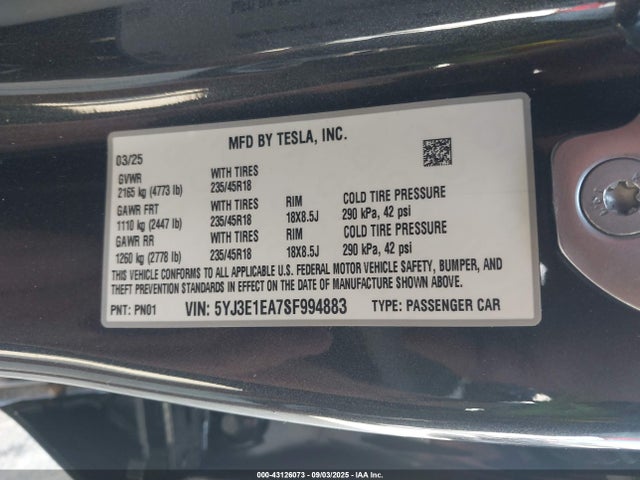 MFD BY TESLA, INC.
03/25
GVWR WITH TIRES
2165 kg (4773 lb) 235/45R18
GAWR FRT WITH TIRES RIM COLD TIRE PRESSURE
1110 kg (2447 lb) 235/45R18 18X8.5J 290 kPa, 42 psi
GAWR RR WITH TIRES RIM COLD TIRE PRESSURE
1260 kg (2778 lb) 235/45R18 18X8.5J 290 kPa, 42 psi
THIS VEHICLE CONFORMS TO ALL APPLICABLE U.S. FEDERAL MOTOR VEHICLE SAFETY, BUMPER, AND
THEFT PREVENTION STANDARDS IN EFFECT ON THE DATE OF MANUFACTURE SHOWN ABOVE.
PNT: PN01 VIN: 5YJ3E1EA7SF994883 TYPE: PASSENGER CAR
000-43126073 - 09/03/2025 - IAA Inc.